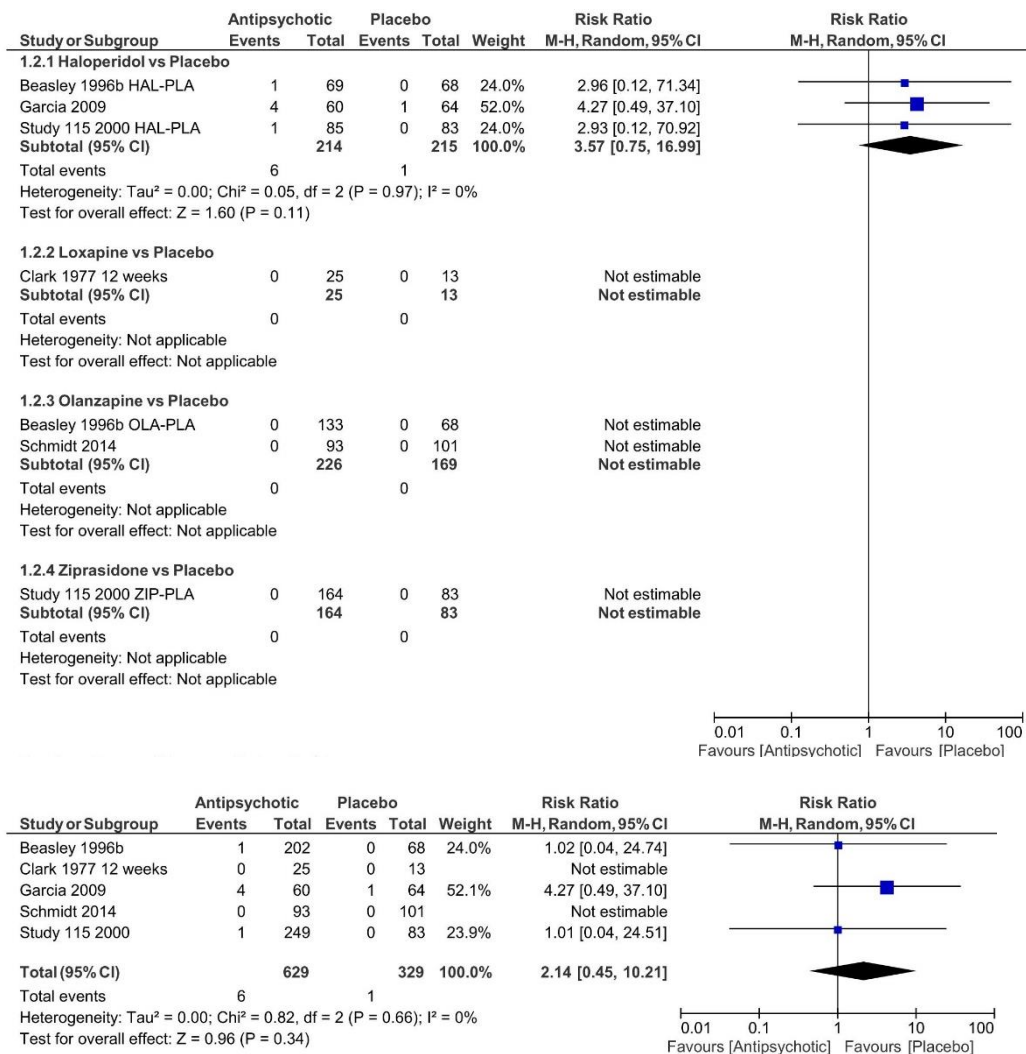 Antipsychotic Placebo Risk Ratio Risk Ratio
Study or Subgroup Events Total Events Total Weight M-H, Random, 95% CI M-H, Random, 95% CI
1.2.1 Haloperidol vs Placebo
Beasley 1996b HAL-PLA 1 69 0 68 24.0% 2.96 [0.12, 71.34]
Garcia 2009 4 60 1 64 52.0% 4.27 [0.49, 37.10]
Study 115 2000 HAL-PLA 1 85 0 83 24.0% 2.93 [0.12, 70.92]
Subtotal (95% CI) 214 215 100.0% 3.57 [0.75, 16.99]
Total events 6 1
Heterogeneity: Tau² = 0.00; Chi² = 0.05, df = 2 (P = 0.97); I² = 0%
Test for overall effect: Z = 1.60 (P = 0.11)
1.2.2 Loxapine vs Placebo
Clark 1977 12 weeks 0 25 0 13 Not estimable
Subtotal (95% CI) 25 13 Not estimable
Total events 0 0
Heterogeneity: Not applicable
Test for overall effect: Not applicable
1.2.3 Olanzapine vs Placebo
Beasley 1996b OLA-PLA 0 133 0 68 Not estimable
Schmidt 2014 0 93 0 101 Not estimable
Subtotal (95% CI) 226 169 Not estimable
Total events 0 0
Heterogeneity: Not applicable
Test for overall effect: Not applicable
1.2.4 Ziprasidone vs Placebo
Study 115 2000 ZIP-PLA 0 164 0 83 Not estimable
Subtotal (95% CI) 164 83 Not estimable
Total events 0 0
Heterogeneity: Not applicable
Test for overall effect: Not applicable
0.01 0.1 1 10 100
Favours [Antipsychotic] Favours [Placebo]
Antipsychotic Placebo Risk Ratio Risk Ratio
Study or Subgroup Events Total Events Total Weight M-H, Random, 95% CI M-H, Random, 95% CI
Beasley 1996b 1 202 0 68 24.0% 1.02 [0.04, 24.74]
Clark 1977 12 weeks 0 25 0 13 Not estimable
Garcia 2009 4 60 1 64 52.1% 4.27 [0.49, 37.10]
Schmidt 2014 0 93 0 101 Not estimable
Study 115 2000 1 249 0 83 23.9% 1.01 [0.04, 24.51]
Total (95% CI) 629 329 100.0% 2.14 [0.45, 10.21]
Total events 6 1
Heterogeneity: Tau² = 0.00; Chi² = 0.82, df = 2 (P = 0.66); I² = 0%
Test for overall effect: Z = 0.96 (P = 0.34)
0.01 0.1 1 10 100
Favours [Antipsychotic] Favours [Placebo]